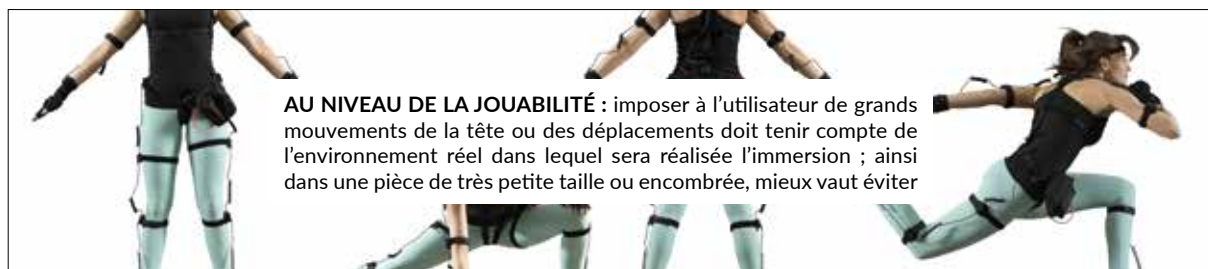 AU NIVEAU DE LA JOUABILITÉ : imposer à l’utilisateur de grands
mouvements de la tête ou des déplacements doit tenir compte de
l’environnement réel dans lequel sera réalisée l’immersion ; ainsi
dans une pièce de très petite taille ou encombrée, mieux vaut éviter